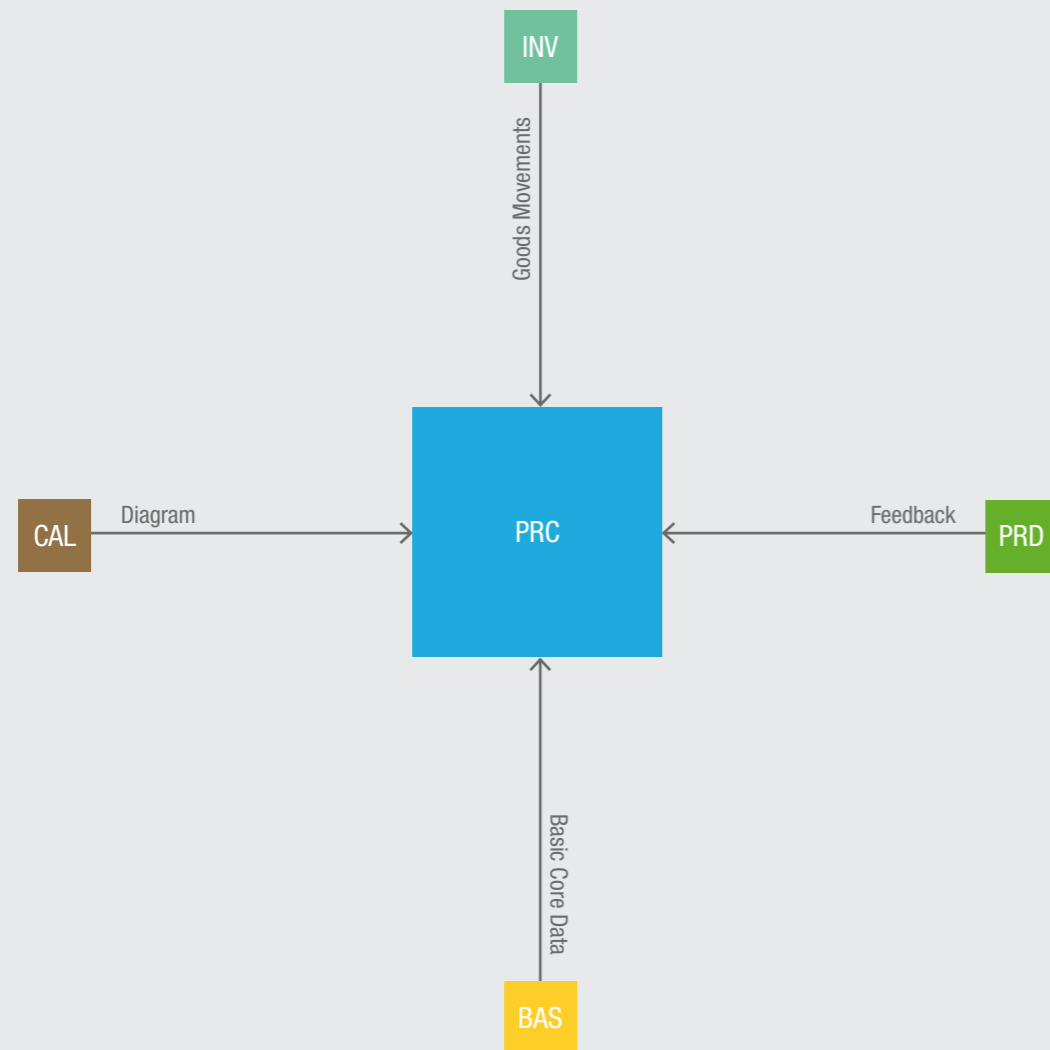 INV
Goods Movements
CAL
Diagram
PRC
Feedback
PRD
Basic Core Data
BAS